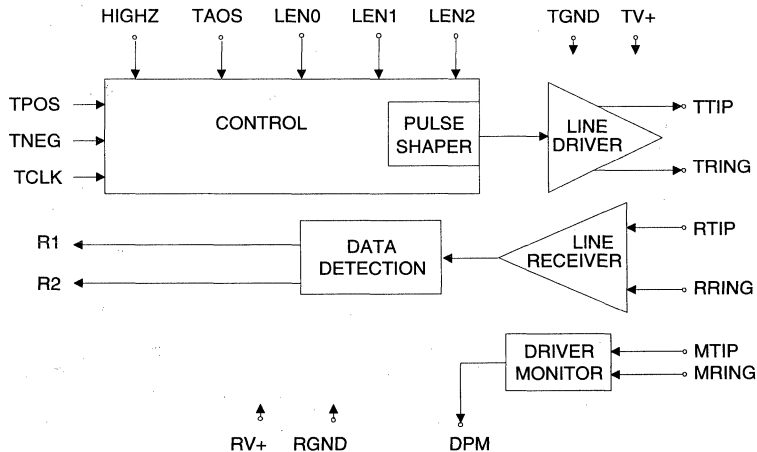 HIGHZ TAOS LEN0 LEN1 LEN2 TGND TV+
TPOS
TNEG
TCLK
CONTROL
PULSE
SHAPER
LINE
DRIVER
TTIP
TRING
R1
R2
DATA
DETECTION
LINE
RECEIVER
RTIP
RRING
DRIVER
MONITOR
MTIP
MRING
RV+ RGND DPM